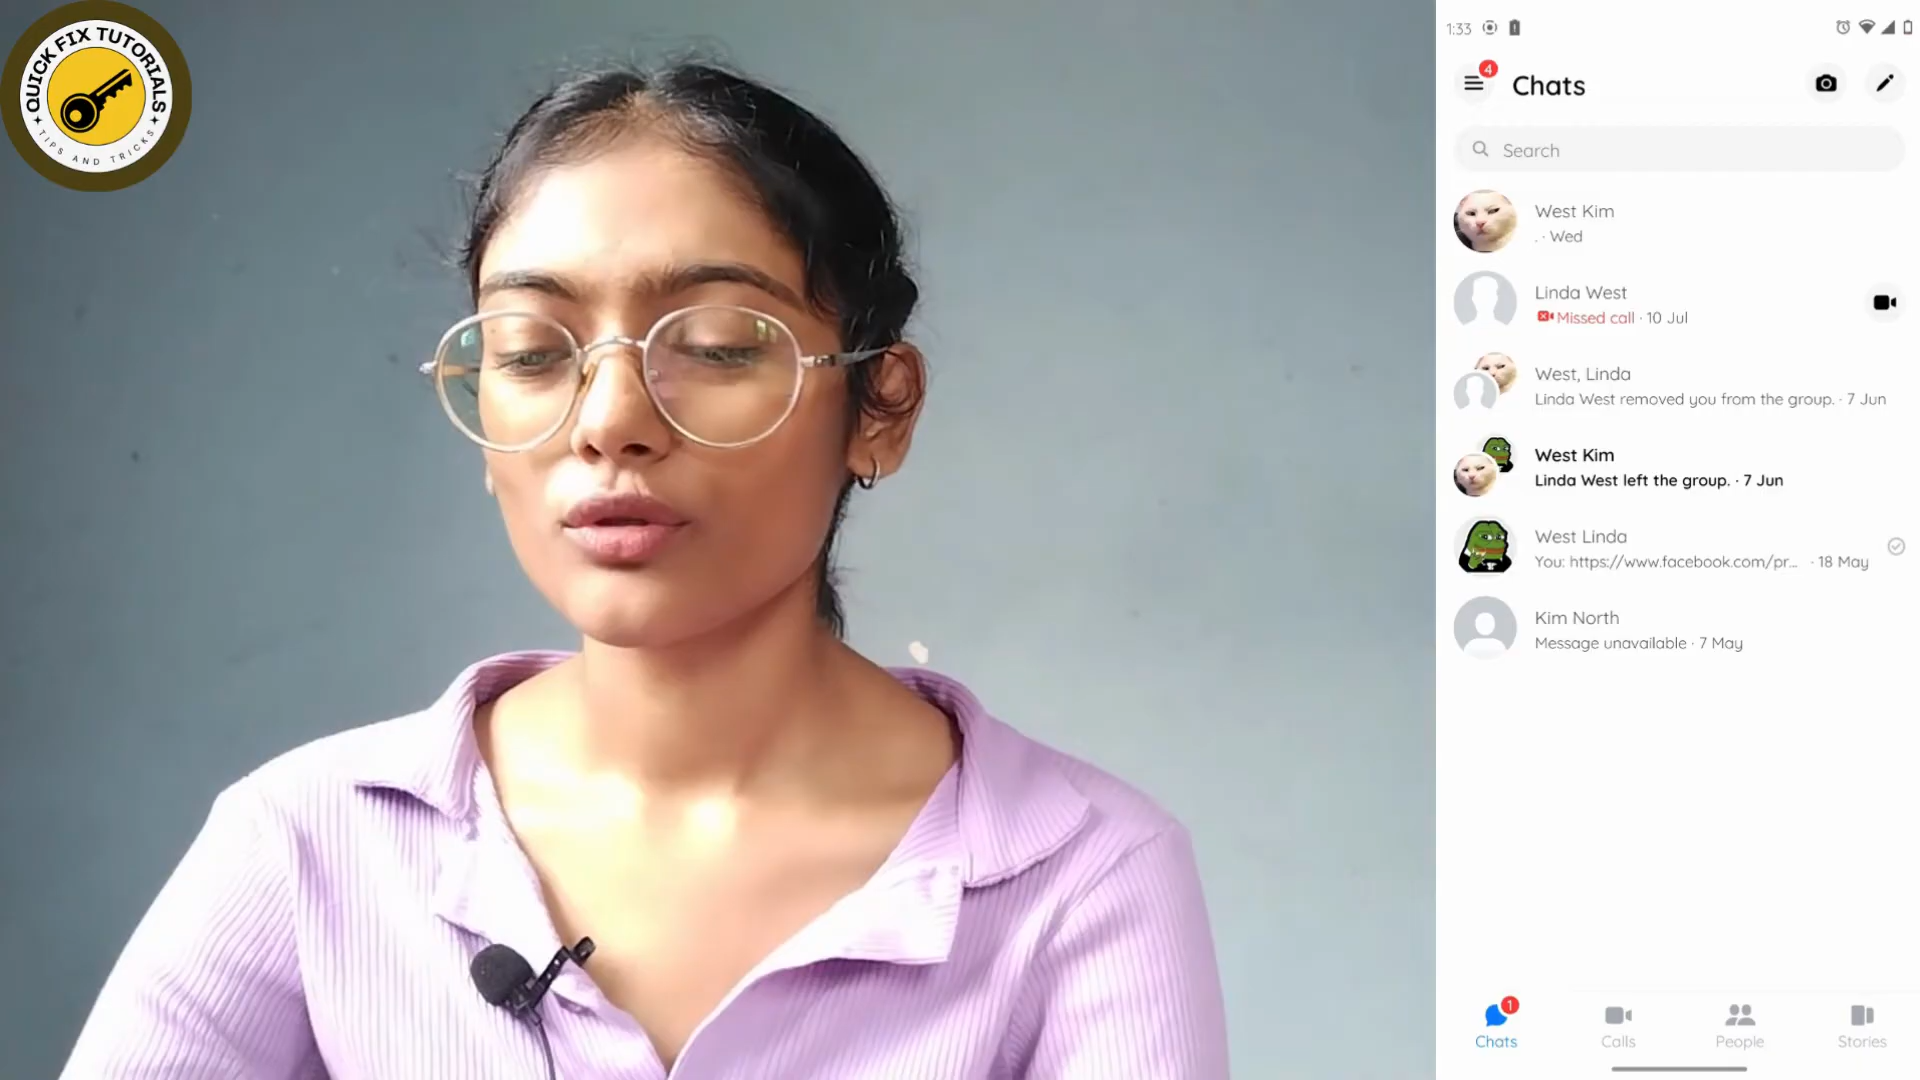 QUICK FIX TUTORIALS
TIPS AND TRICKS
1:33
4
Chats
Search
West Kim
. · Wed
Linda West
Missed call · 10 Jul
West, Linda
Linda West removed you from the group. · 7 Jun
West Kim
Linda West left the group. · 7 Jun
West Linda
You: https://www.facebook.com/pr... · 18 May
Kim North
Message unavailable · 7 May
1
Chats
Calls
People
Stories